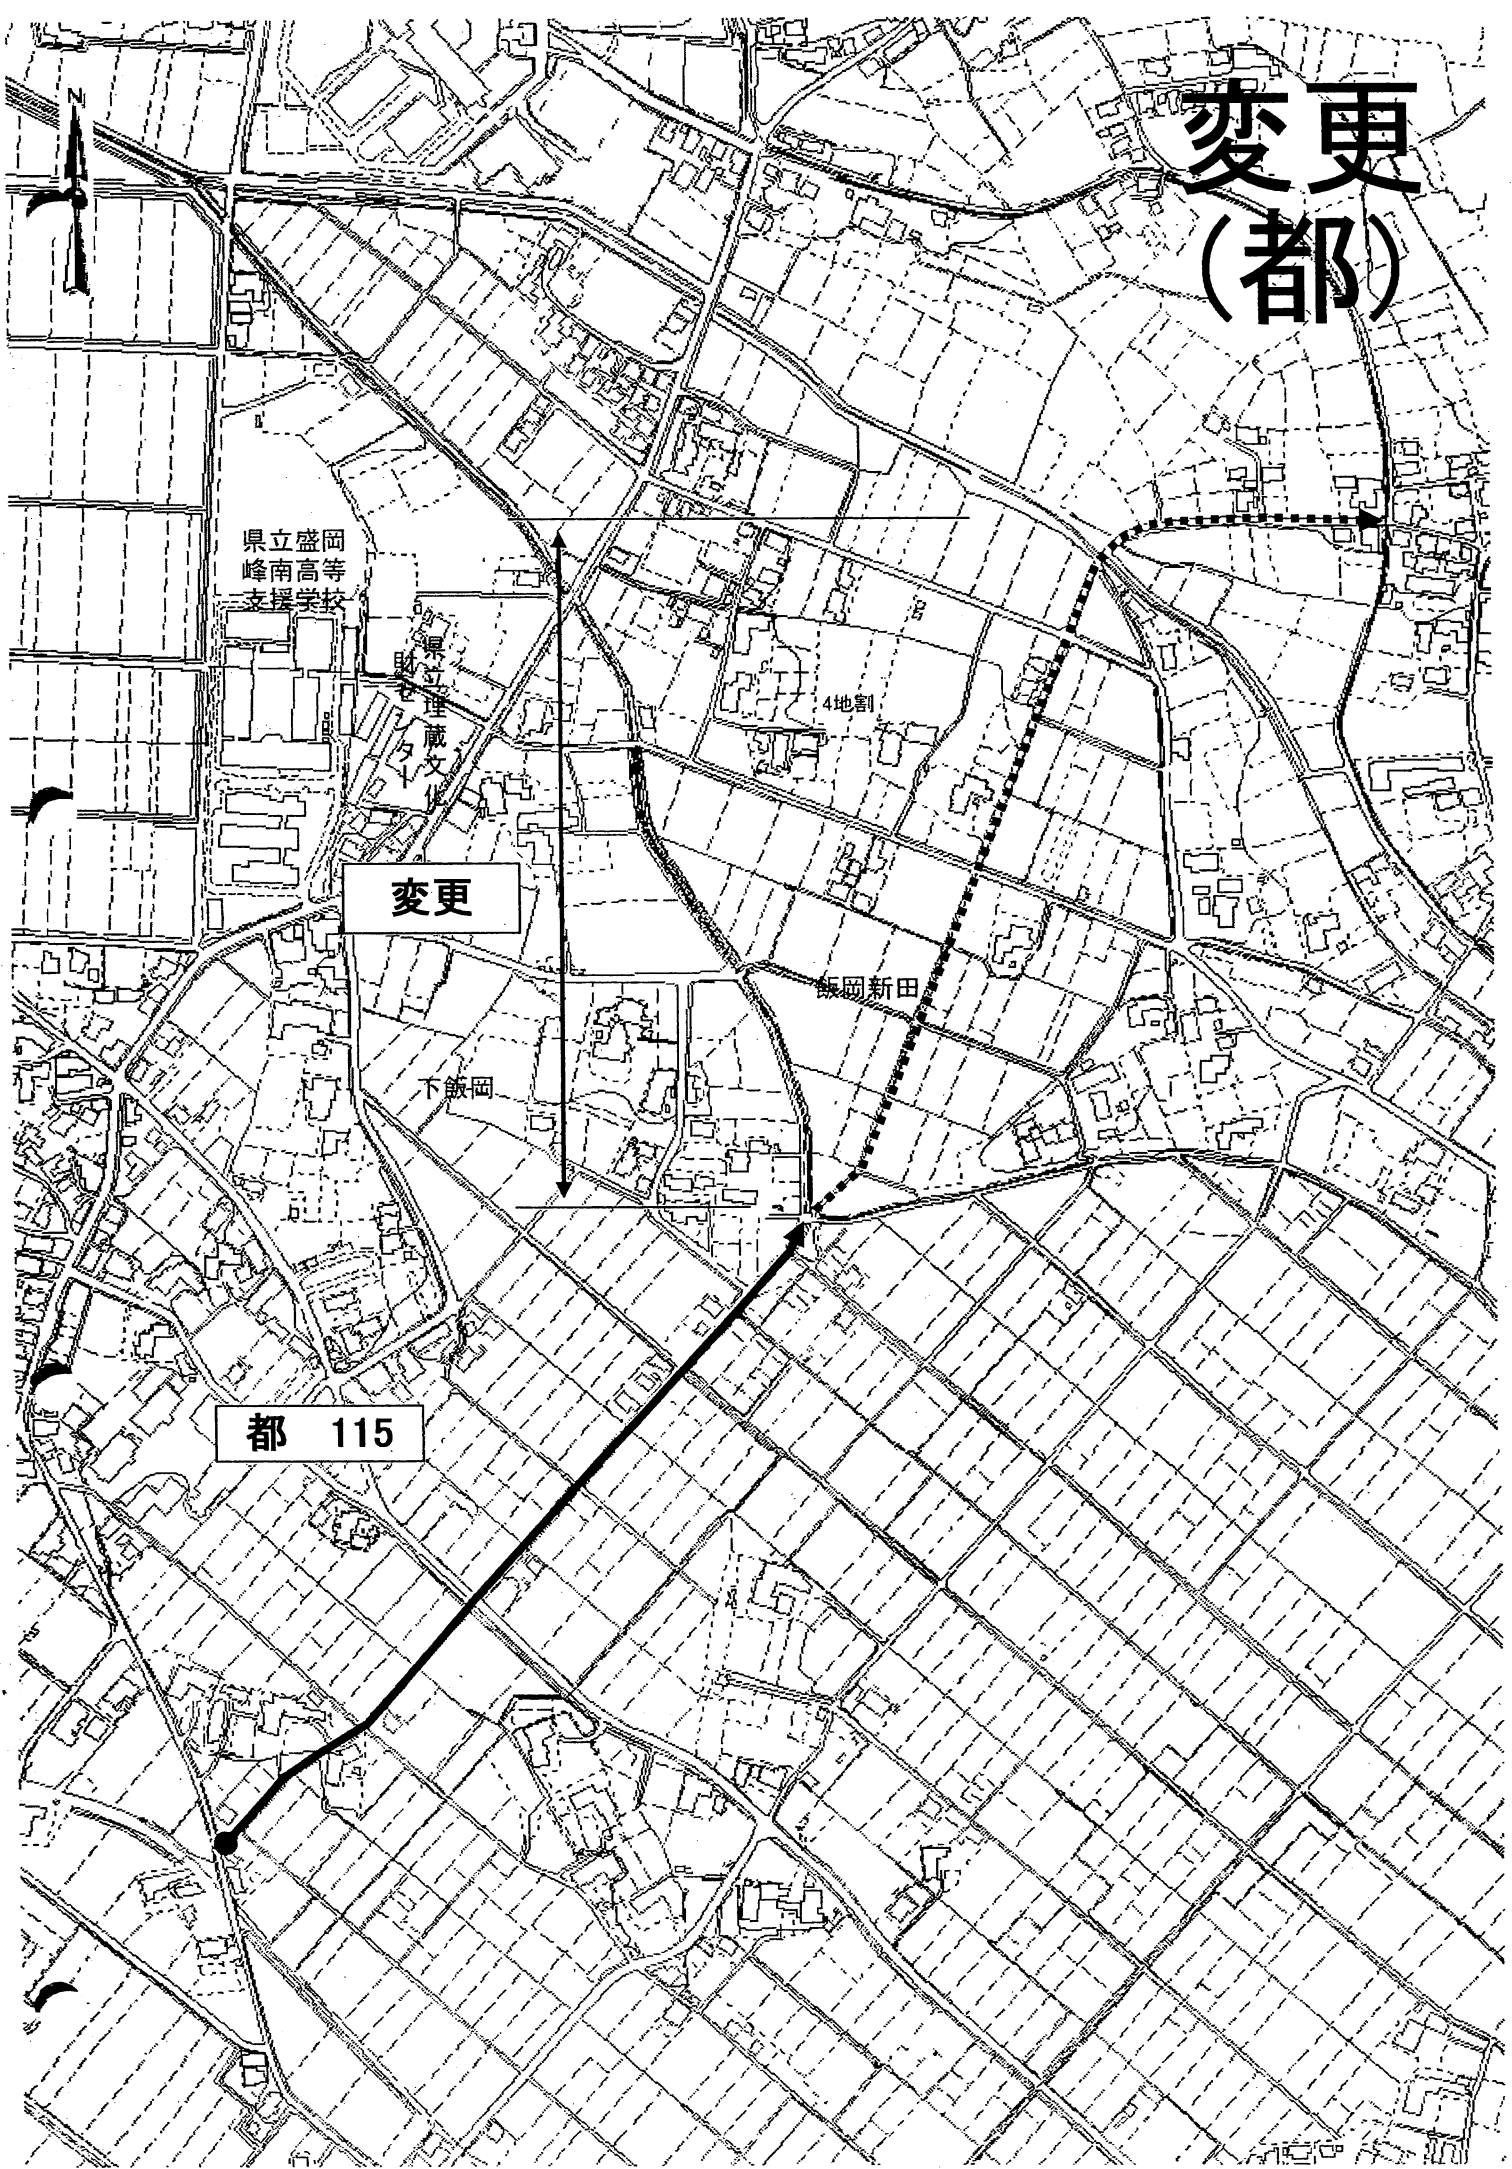 N
変更
(都)
県立盛岡
峰南高等
支援学校
県立埋蔵文化
財センター
4地割
変更
飯岡新田
下飯岡
都 115